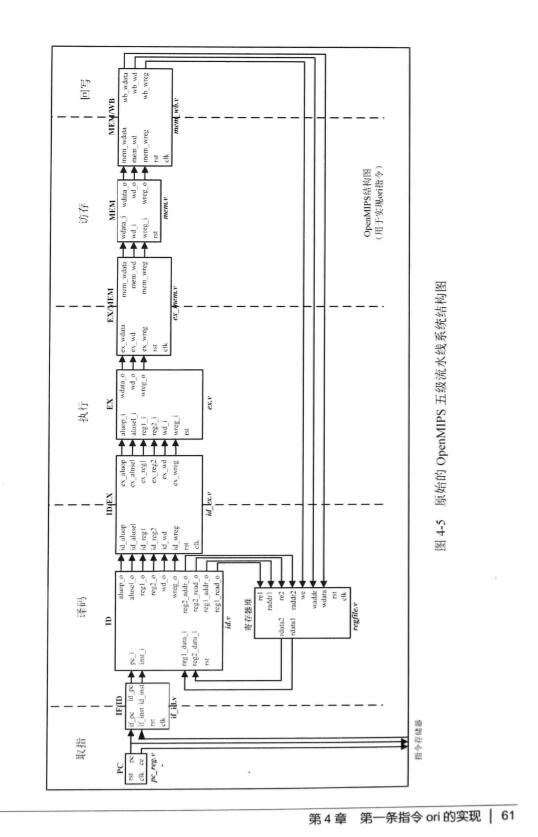 取指
译码
执行
访存
回写
PC
rst pc
clk ce
pc_reg.v
IF/ID
if_pc id_pc
if_inst id_inst
rst
clk
if_id.v
指令存储器
ID
pc_i
inst_i
reg1_data_i
reg2_data_i
rst
aluop_o
alusel_o
reg1_o
reg2_o
wd_o
wreg_o
reg2_addr_o
reg2_read_o
reg1_addr_o
reg1_read_o
id.v
寄存器堆
re1
raddr1
rdata2 re2
rdata1 raddr2
we
waddr
wdata
rst
clk
regfile.v
ID/EX
id_aluop ex_aluop
id_alusel ex_alusel
id_reg1 ex_reg1
id_reg2 ex_reg2
id_wd ex_wd
id_wreg ex_wreg
rst
clk
id_ex.v
EX
aluop_i wdata_o
alusel_i wd_o
reg1_i wreg_o
reg2_i
wd_i
wreg_i
rst
ex.v
EX/MEM
ex_wdata mem_wdata
ex_wd mem_wd
ex_wreg mem_wreg
rst
clk
ex_mem.v
MEM
wdata_i wdata_o
wd_i wd_o
wreg_i wreg_o
rst
mem.v
MEM/WB
mem_wdata wb_wdata
mem_wd wb_wd
mem_wreg wb_wreg
rst
clk
mem_wb.v
OpenMIPS结构图
（用于实现ori指令）
图 4-5 原始的 OpenMIPS 五级流水线系统结构图
第 4 章 第一条指令 ori 的实现 | 61